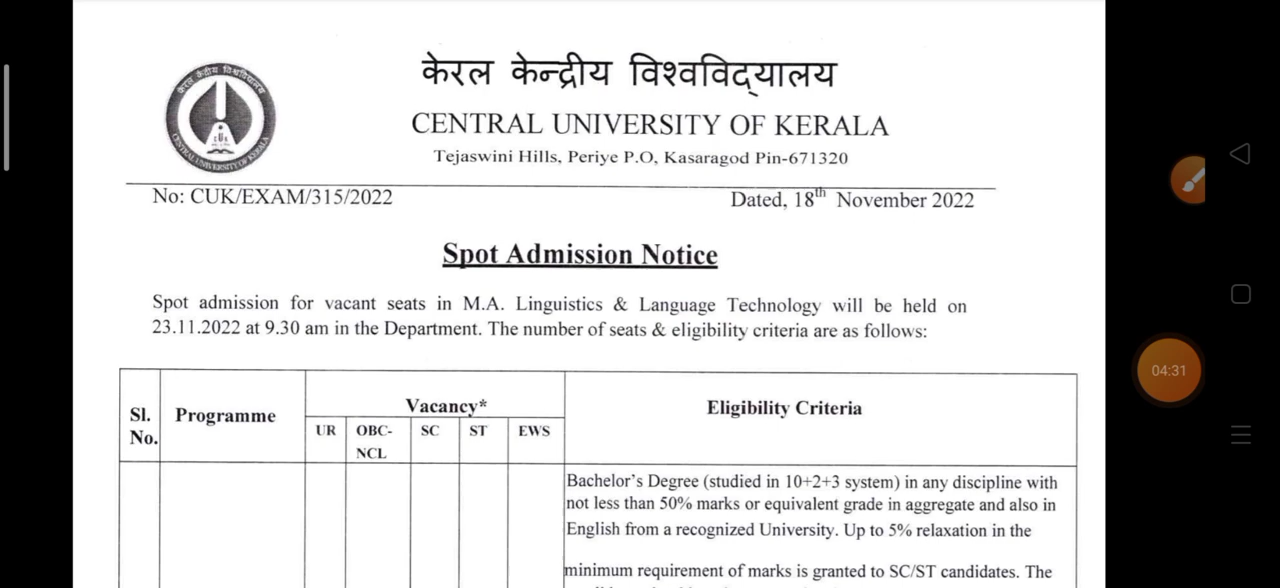 केरल केन्द्रीय विश्वविद्यालय
CENTRAL UNIVERSITY OF KERALA
Tejaswini Hills, Periye P.O, Kasaragod Pin-671320
No: CUK/EXAM/315/2022
Dated, 18th November 2022
Spot Admission Notice
Spot admission for vacant seats in M.A. Linguistics & Language Technology will be held on
23.11.2022 at 9.30 am in the Department. The number of seats & eligibility criteria are as follows:
Sl. No.
Programme
Vacancy*
Eligibility Criteria
UR
OBC-
NCL
SC
ST
EWS
Bachelor's Degree (studied in 10+2+3 system) in any discipline with
not less than 50% marks or equivalent grade in aggregate and also in
English from a recognized University. Up to 5% relaxation in the
minimum requirement of marks is granted to SC/ST candidates. The
04:31